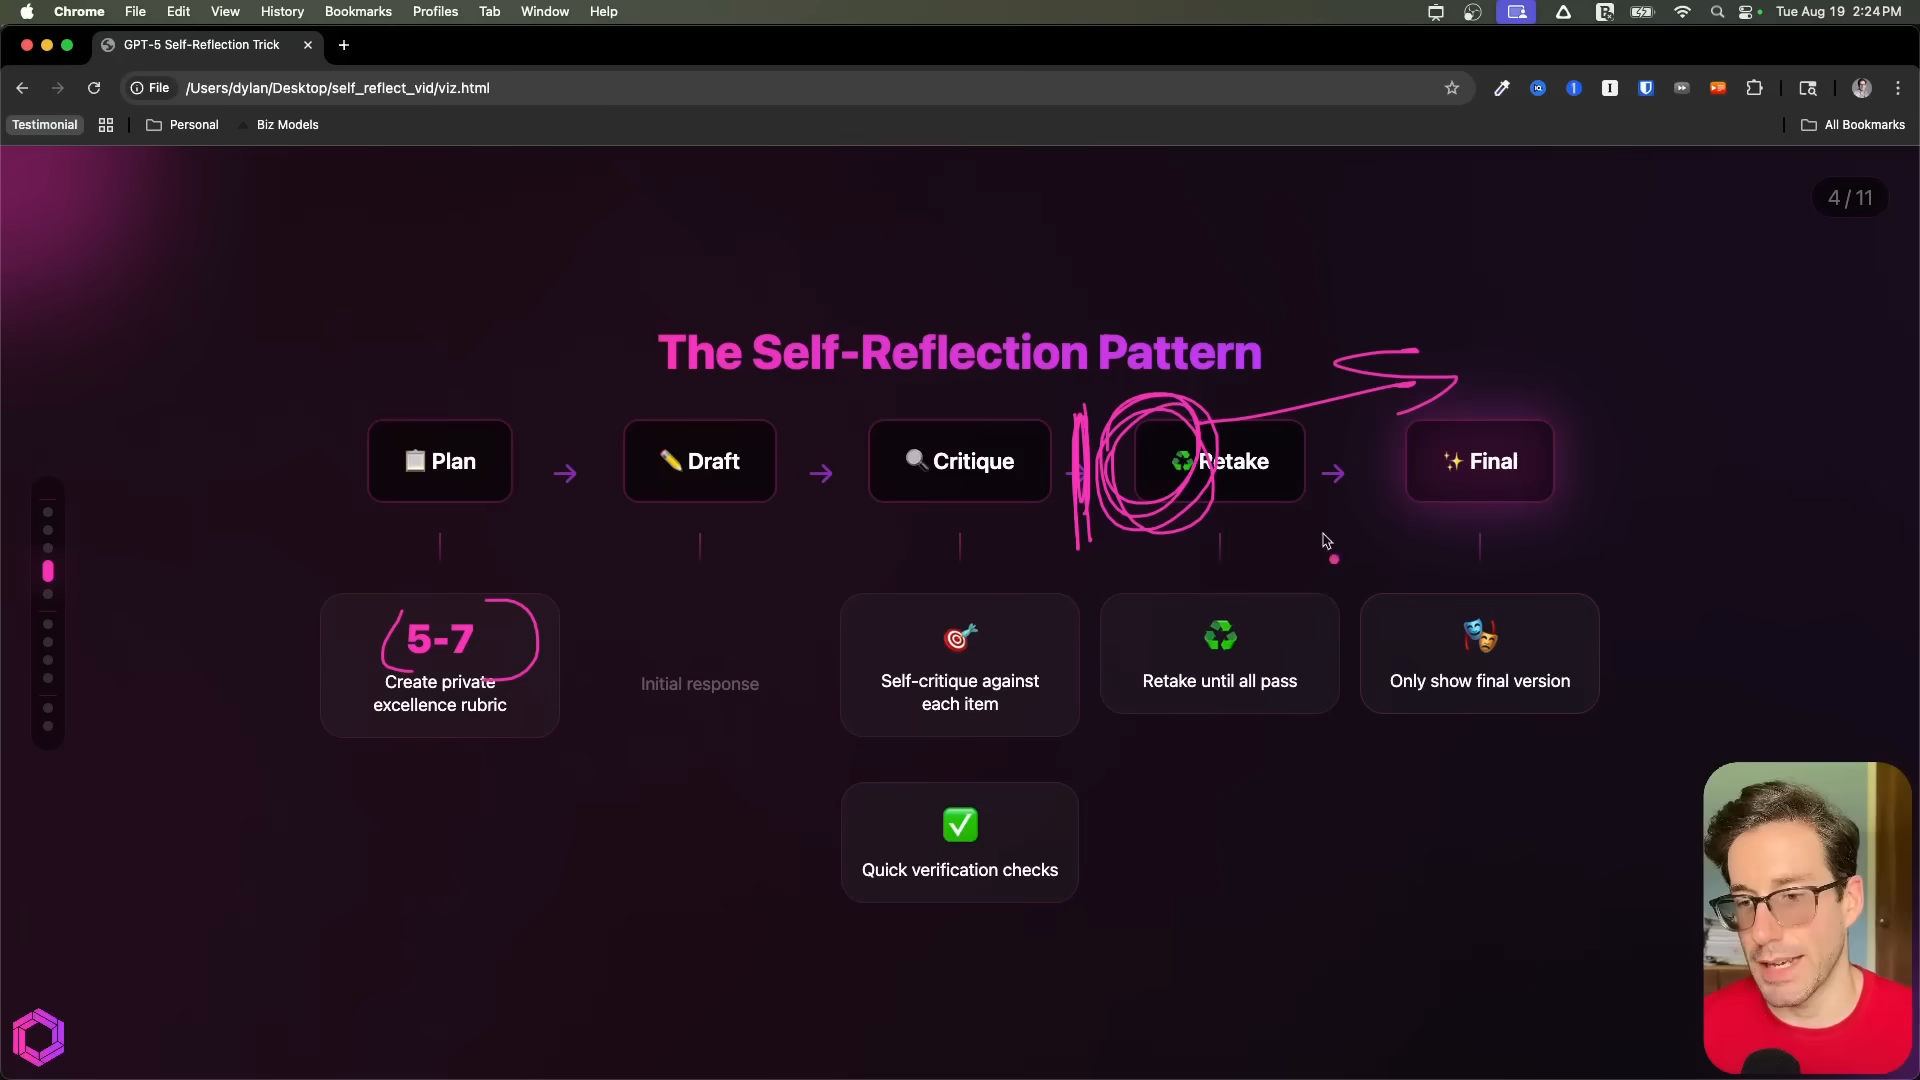 Chrome File Edit View History Bookmarks Profiles Tab Window Help
Tue Aug 19 2:24 PM
GPT-5 Self-Reflection Trick
File /Users/dylan/Desktop/self_reflect_vid/viz.html
Testimonial Personal Biz Models All Bookmarks
4 / 11
The Self-Reflection Pattern
Plan Draft Critique Retake Final
5-7
Create private
excellence rubric
Initial response
Self-critique against
each item
Retake until all pass
Only show final version
Quick verification checks